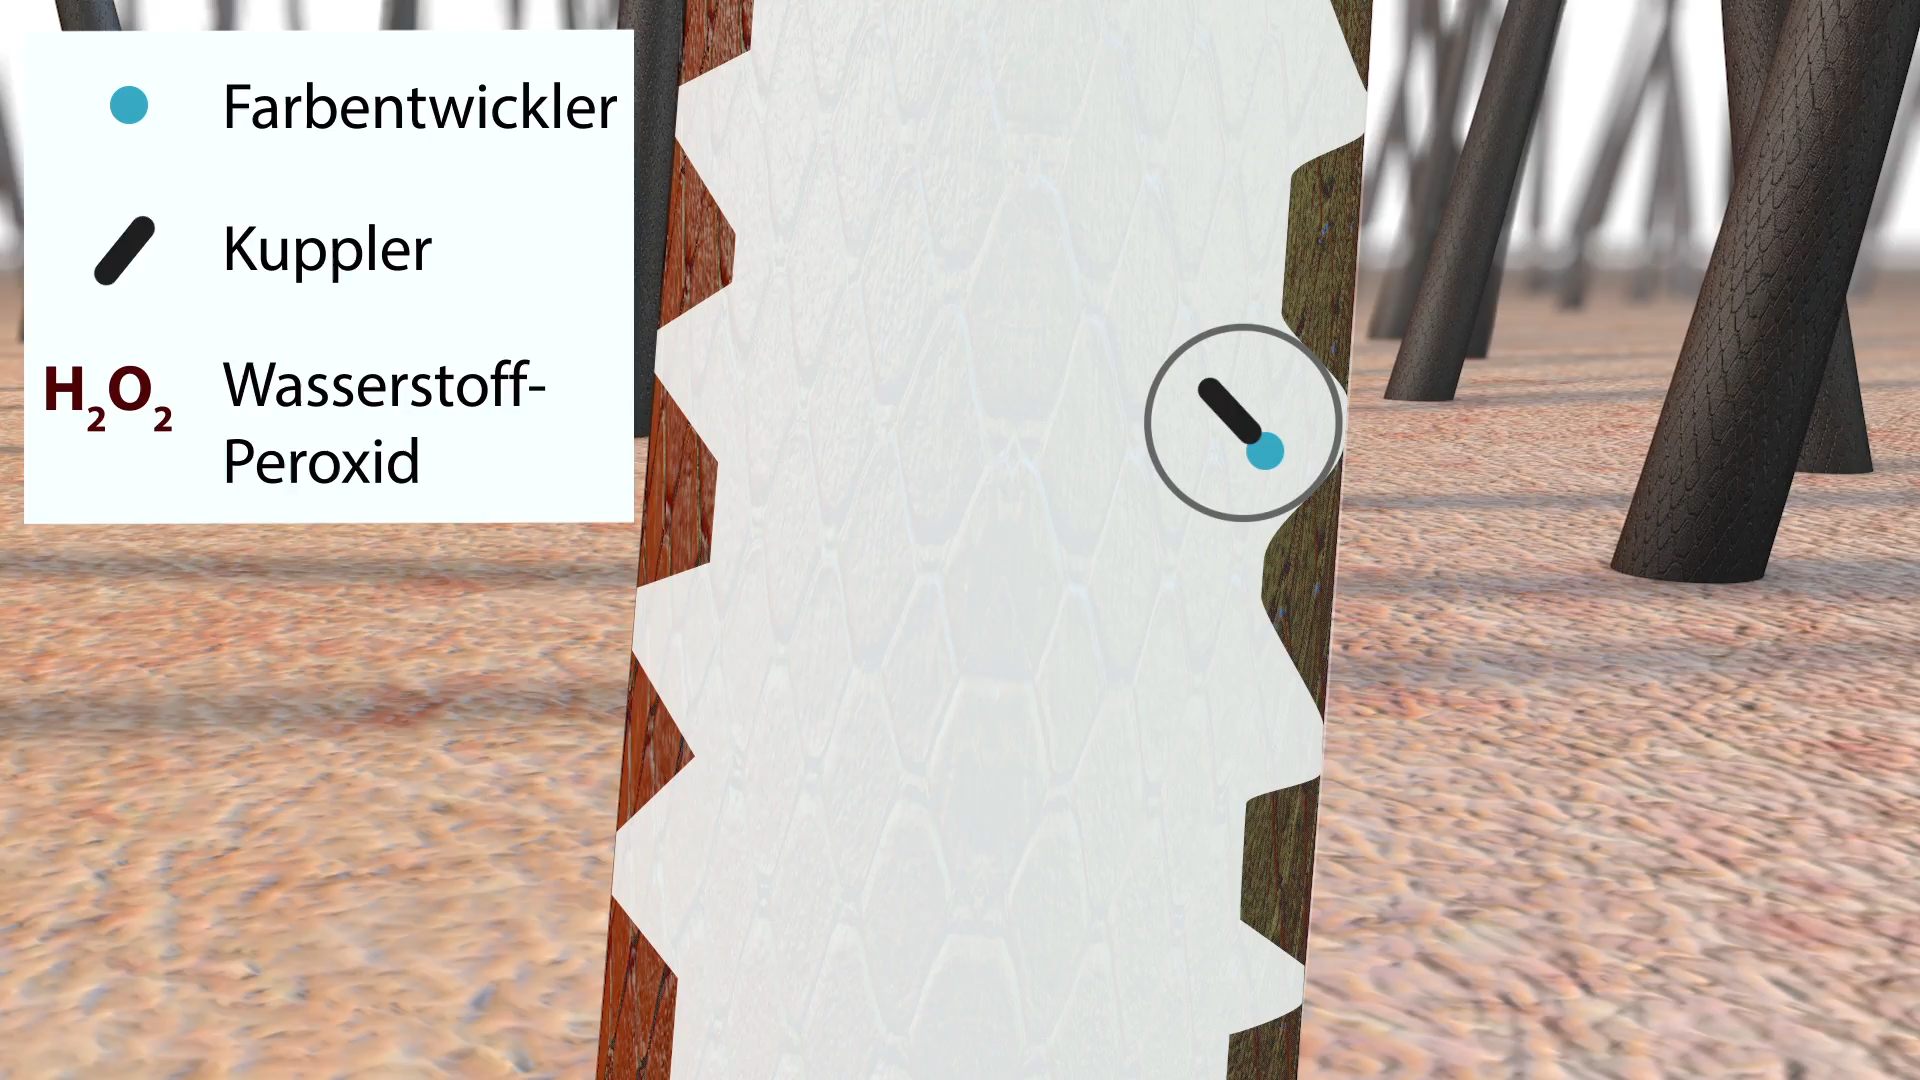 Farbentwickler
Kuppler
H₂O₂ Wasserstoff-
Peroxid